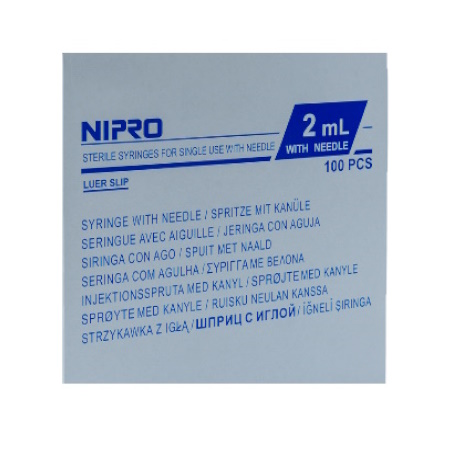 NIPRO
2 mL
STERILE SYRINGES FOR SINGLE USE WITH NEEDLE
WITH NEEDLE
LUER SLIP
100 PCS
SYRINGE WITH NEEDLE / SPRITZE MIT KANÜLE
SERINGUE AVEC AIGUILLE / JERINGA CON AGUJA
SIRINGA CON AGO / SPUIT MET NAALD
SERINGA COM AGULHA / ΣΥΡΙΓΓΑ ΜΕ ΒΕΛΟΝΑ
INJEKTIONSSPRUTA MED KANYL / SPRØJTE MED KANYLE
SPRØYTE MED KANYLE / RUISKU NEULAN KANSSA
STRZYKAWKA Z IGŁĄ / ШПРИЦ С ИГЛОЙ / İĞNELİ ŞIRINGA